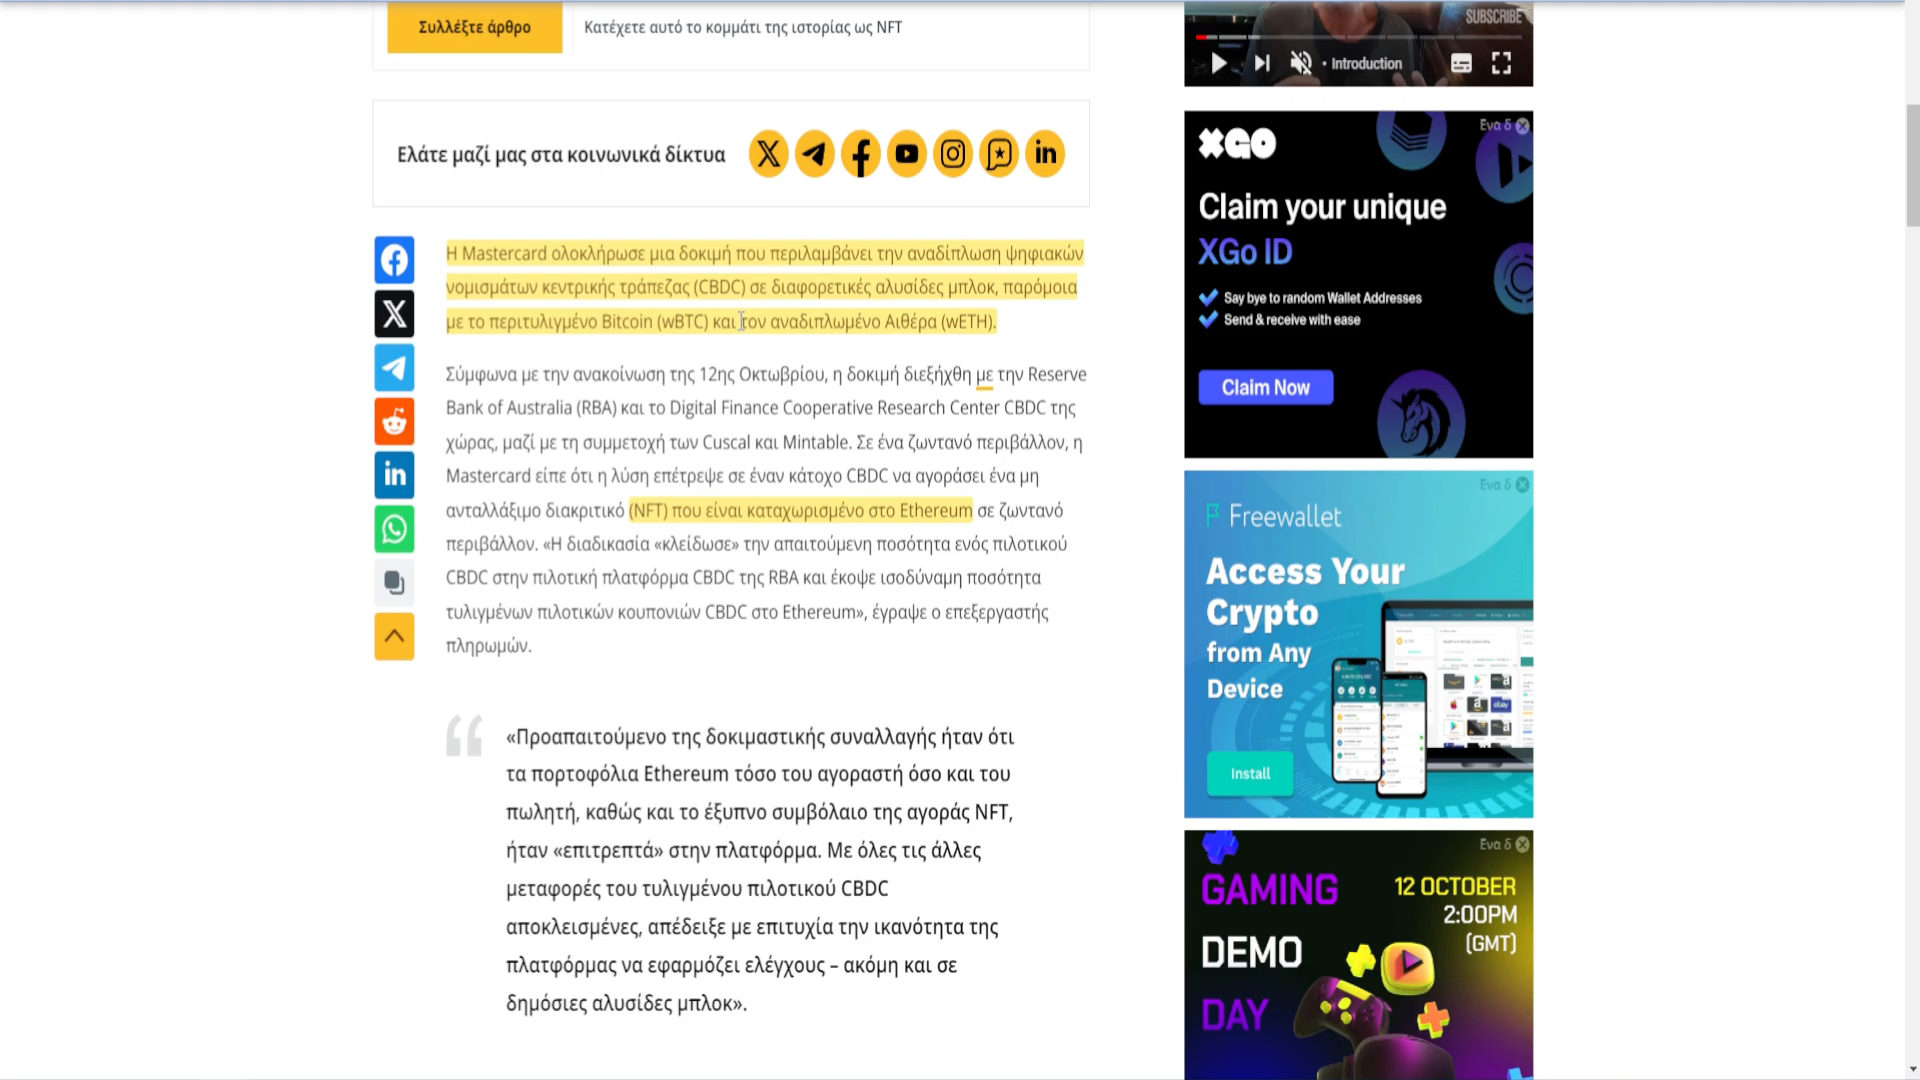 Συλλέξτε άρθρο
Κατέχετε αυτό το κομμάτι της ιστορίας ως NFT
Ελάτε μαζί μας στα κοινωνικά δίκτυα
Η Mastercard ολοκλήρωσε μια δοκιμή που περιλαμβάνει την αναδίπλωση ψηφιακών
νομισμάτων κεντρικής τράπεζας (CBDC) σε διαφορετικές αλυσίδες μπλοκ, παρόμοια
με το περιτυλιγμένο Bitcoin (wBTC) και τον αναδιπλωμένο Αιθέρα (wETH).
Σύμφωνα με την ανακοίνωση της 12ης Οκτωβρίου, η δοκιμή διεξήχθη με την Reserve
Bank of Australia (RBA) και το Digital Finance Cooperative Research Center CBDC της
χώρας, μαζί με τη συμμετοχή των Cuscal και Mintable. Σε ένα ζωντανό περιβάλλον, η
Mastercard είπε ότι η λύση επέτρεψε σε έναν κάτοχο CBDC να αγοράσει ένα μη
ανταλλάξιμο διακριτικό (NFT) που είναι καταχωρισμένο στο Ethereum σε ζωντανό
περιβάλλον. «Η διαδικασία «κλείδωσε» την απαιτούμενη ποσότητα ενός πιλοτικού
CBDC στην πιλοτική πλατφόρμα CBDC της RBA και έκοψε ισοδύναμη ποσότητα
τυλιγμένων πιλοτικών κουπονιών CBDC στο Ethereum», έγραψε ο επεξεργαστής
πληρωμών.
«Προαπαιτούμενο της δοκιμαστικής συναλλαγής ήταν ότι
τα πορτοφόλια Ethereum τόσο του αγοραστή όσο και του
πωλητή, καθώς και το έξυπνο συμβόλαιο της αγοράς NFT,
ήταν «επιτρεπτά» στην πλατφόρμα. Με όλες τις άλλες
μεταφορές του τυλιγμένου πιλοτικού CBDC
αποκλεισμένες, απέδειξε με επιτυχία την ικανότητα της
πλατφόρμας να εφαρμόζει ελέγχους – ακόμη και σε
δημόσιες αλυσίδες μπλοκ».
SUBSCRIBE
• Introduction
Ενα δ
XGO
Claim your unique
XGo ID
Say bye to random Wallet Addresses
Send & receive with ease
Claim Now
Ενα δ
Freewallet
Access Your
Crypto
from Any
Device
Install
Ενα δ
GAMING
DEMO
DAY
12 OCTOBER
2:00PM
(GMT)